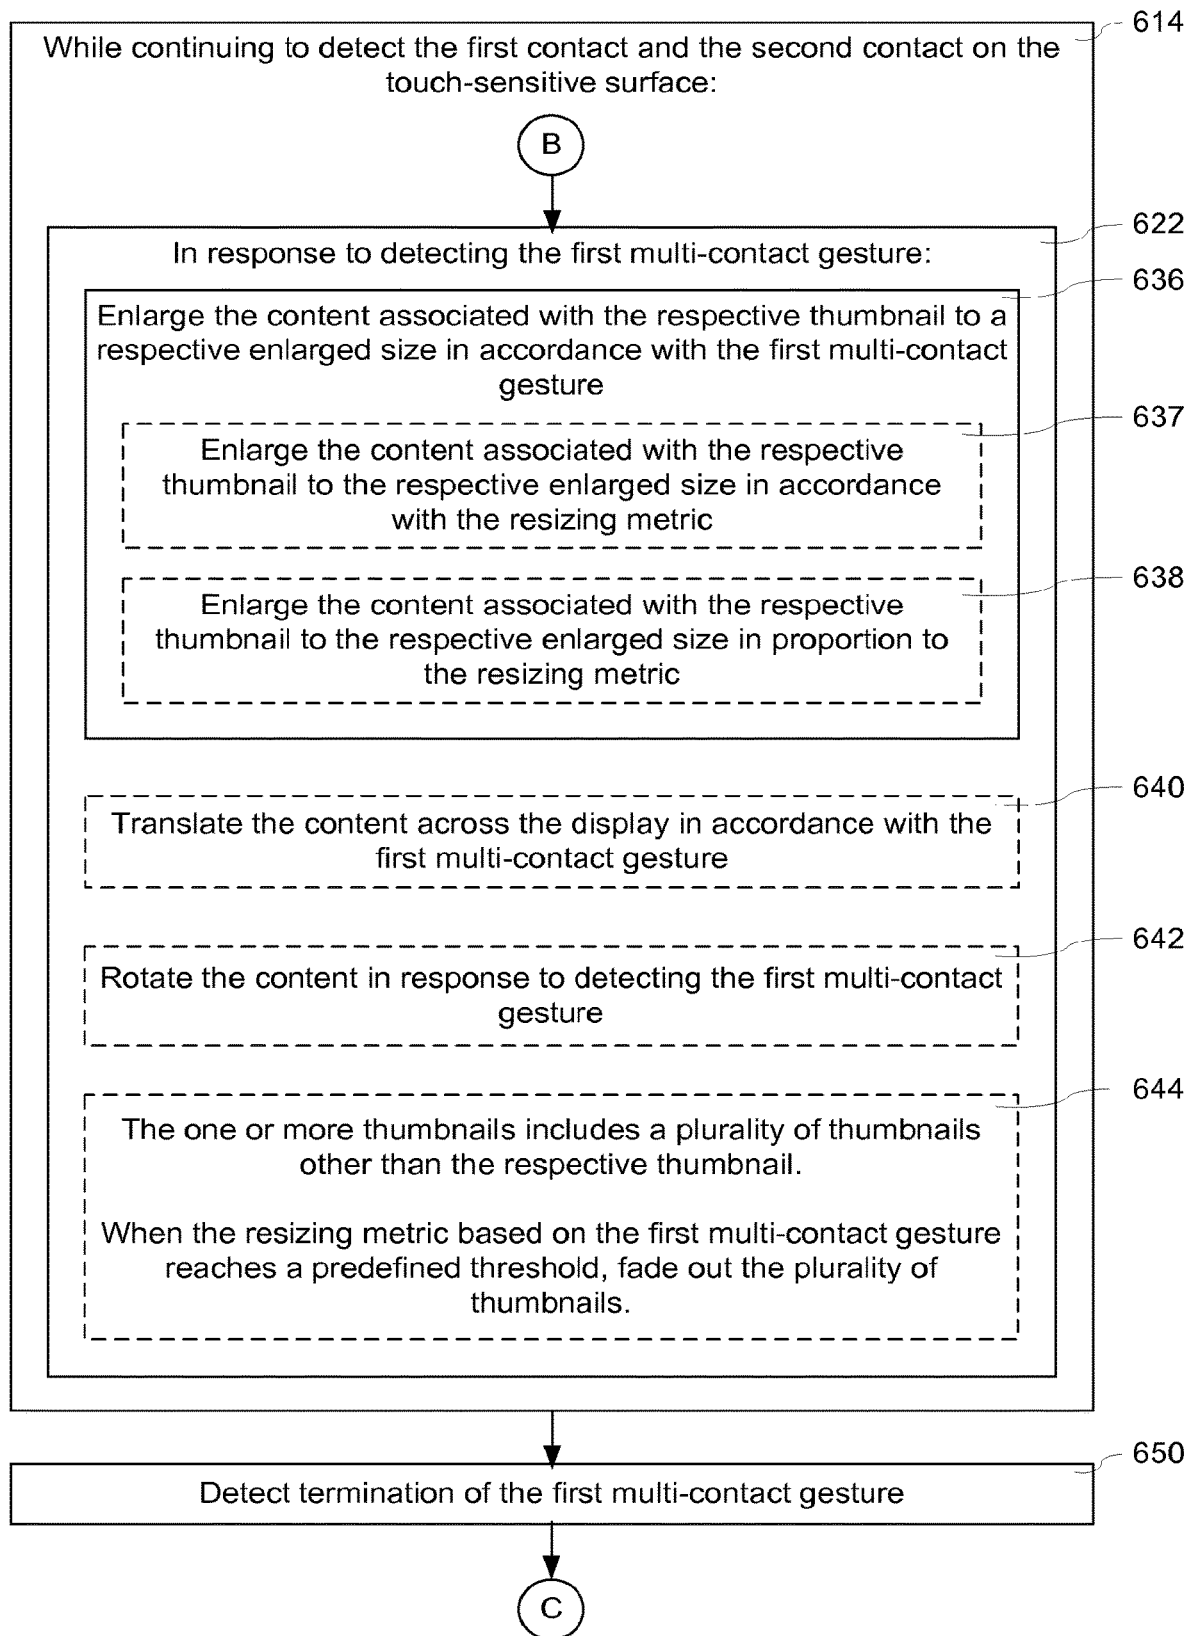 614
While continuing to detect the first contact and the second contact on the
touch-sensitive surface:
B
622
In response to detecting the first multi-contact gesture:
636
Enlarge the content associated with the respective thumbnail to a
respective enlarged size in accordance with the first multi-contact
gesture
637
Enlarge the content associated with the respective
thumbnail to the respective enlarged size in accordance
with the resizing metric
638
Enlarge the content associated with the respective
thumbnail to the respective enlarged size in proportion to
the resizing metric
640
Translate the content across the display in accordance with the
first multi-contact gesture
642
Rotate the content in response to detecting the first multi-contact
gesture
644
The one or more thumbnails includes a plurality of thumbnails
other than the respective thumbnail.
When the resizing metric based on the first multi-contact gesture
reaches a predefined threshold, fade out the plurality of
thumbnails.
650
Detect termination of the first multi-contact gesture
C